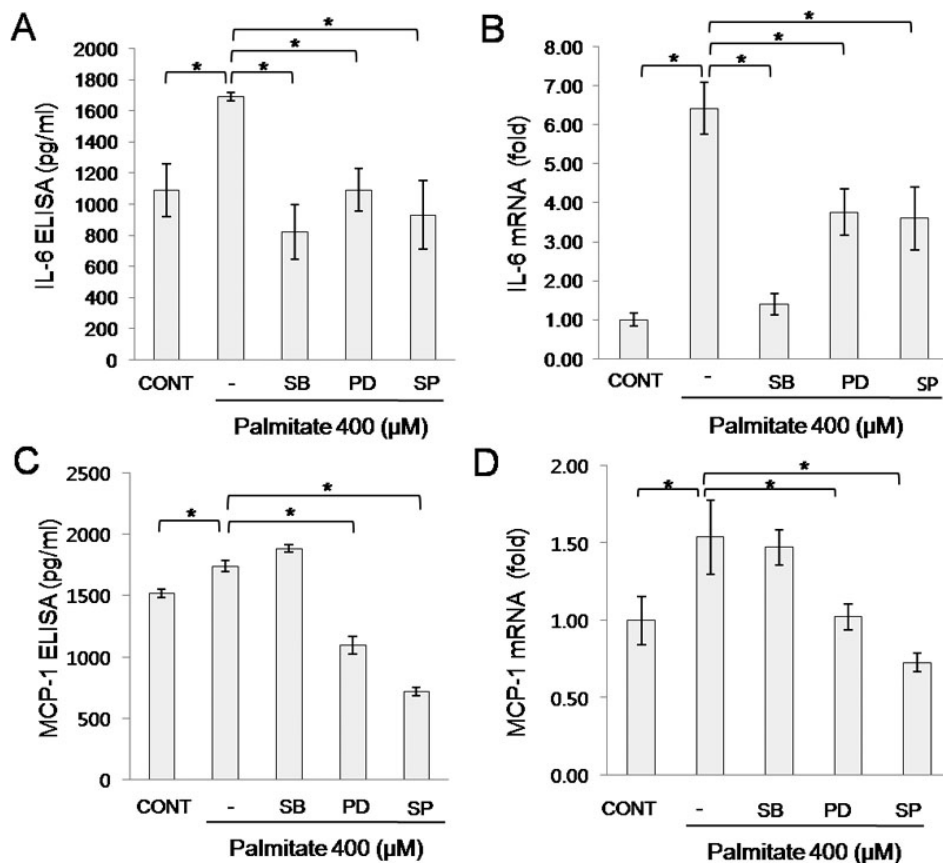 A
IL-6 ELISA (pg/ml)
2000
1800
1600
1400
1200
1000
800
600
400
200
0
* * * *
CONT - SB PD SP
Palmitate 400 (µM)
B
IL-6 mRNA (fold)
8.00
7.00
6.00
5.00
4.00
3.00
2.00
1.00
0.00
* * * *
CONT - SB PD SP
Palmitate 400 (µM)
C
MCP-1 ELISA (pg/ml)
2500
2000
1500
1000
500
0
* * *
CONT - SB PD SP
Palmitate 400 (µM)
D
MCP-1 mRNA (fold)
2.00
1.50
1.00
0.50
0.00
* * *
CONT - SB PD SP
Palmitate 400 (µM)